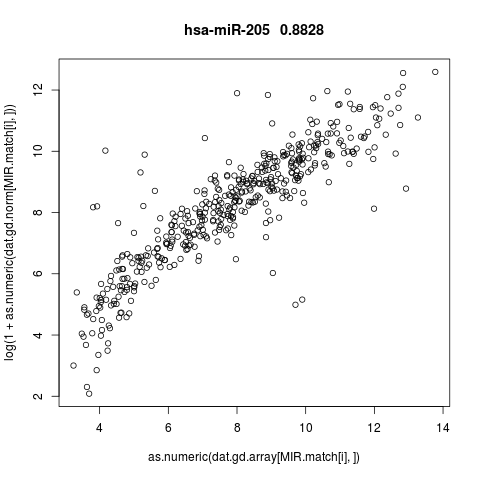 hsa-miR-205 0.8828
log(1 + as.numeric(dat.gd.norm[MIR.match[i], ]))
12
10
8
6
4
2
4 6 8 10 12 14
as.numeric(dat.gd.array[MIR.match[i], ])